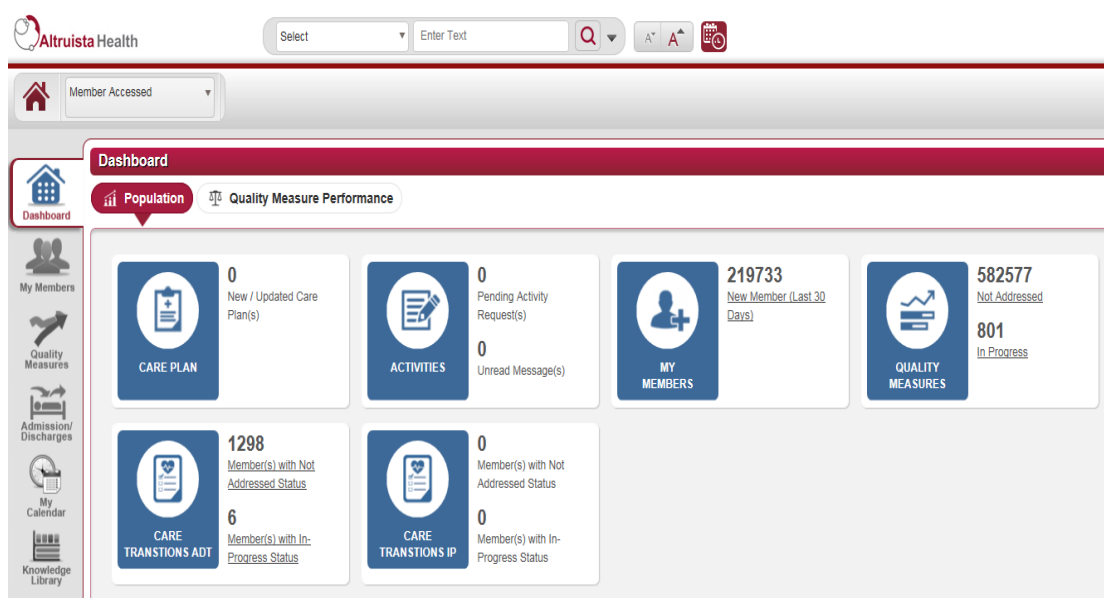 Altruista Health
Select
Enter Text
A
A
Member Accessed
Dashboard
Population
Quality Measure Performance
Dashboard
My Members
Quality
Measures
Admission/
Discharges
My
Calendar
Knowledge
Library
CARE PLAN
0
New / Updated Care
Plan(s)
ACTIVITIES
0
Pending Activity
Request(s)
0
Unread Message(s)
MY
MEMBERS
219733
New Member (Last 30
Days)
QUALITY
MEASURES
582577
Not Addressed
801
In Progress
CARE
TRANSTIONS ADT
1298
Member(s) with Not
Addressed Status
6
Member(s) with In-
Progress Status
CARE
TRANSTIONS IP
0
Member(s) with Not
Addressed Status
0
Member(s) with In-
Progress Status